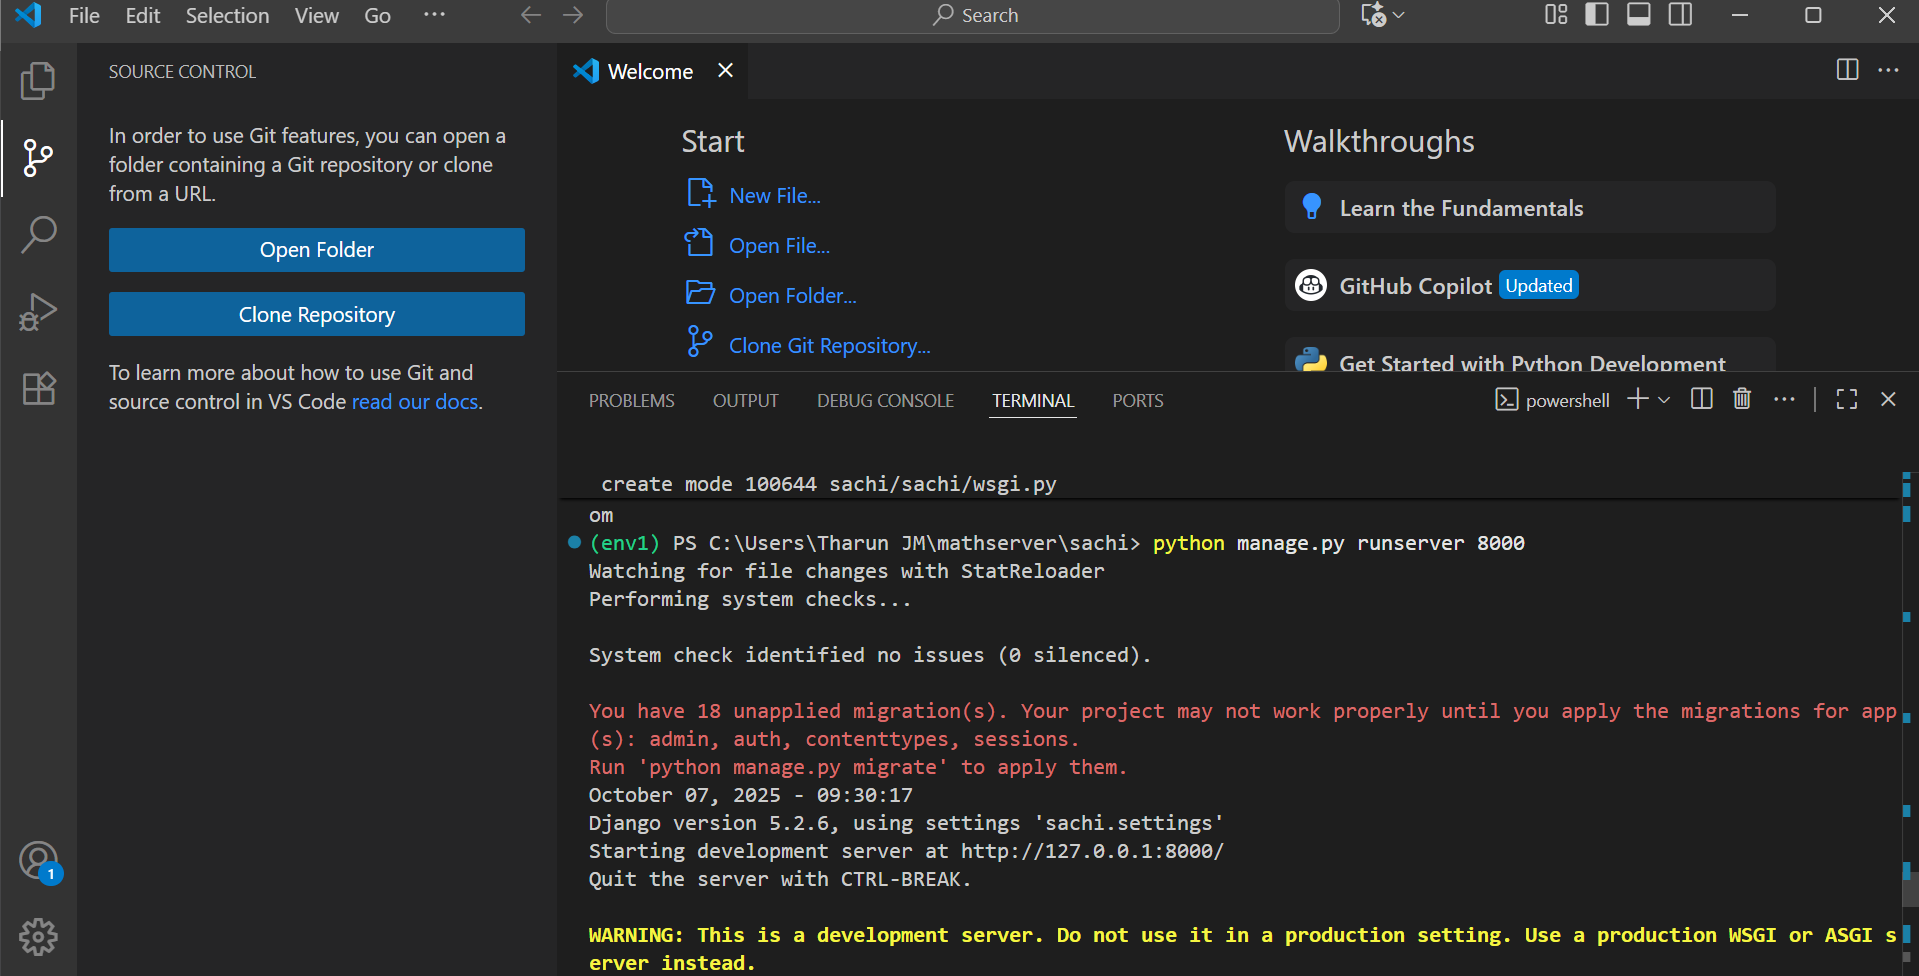 File Edit Selection View Go ···
Search
SOURCE CONTROL
In order to use Git features, you can open a
folder containing a Git repository or clone
from a URL.
Open Folder
Clone Repository
To learn more about how to use Git and
source control in VS Code read our docs.
1
Welcome
Start
New File...
Open File...
Open Folder...
Clone Git Repository...
Walkthroughs
Learn the Fundamentals
GitHub Copilot Updated
Get Started with Python Development
PROBLEMS OUTPUT DEBUG CONSOLE TERMINAL PORTS
powershell
create mode 100644 sachi/sachi/wsgi.py
om
(env1) PS C:\Users\Tharun JM\mathserver\sachi> python manage.py runserver 8000
Watching for file changes with StatReloader
Performing system checks...
System check identified no issues (0 silenced).
You have 18 unapplied migration(s). Your project may not work properly until you apply the migrations for app
(s): admin, auth, contenttypes, sessions.
Run 'python manage.py migrate' to apply them.
October 07, 2025 - 09:30:17
Django version 5.2.6, using settings 'sachi.settings'
Starting development server at http://127.0.0.1:8000/
Quit the server with CTRL-BREAK.
WARNING: This is a development server. Do not use it in a production setting. Use a production WSGI or ASGI s
erver instead.